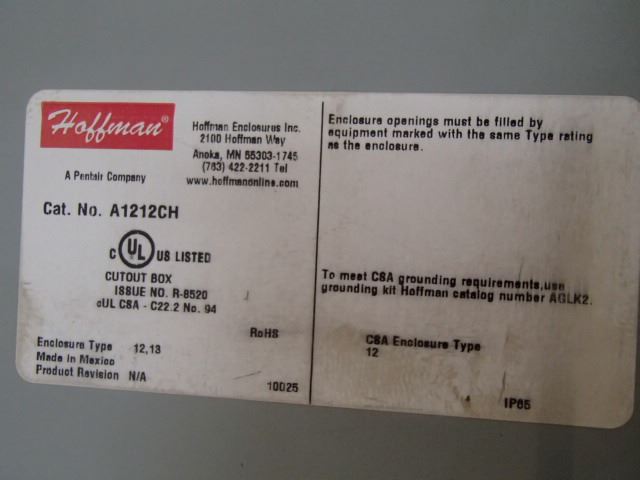 Hoffman®
A Pentair Company
Hoffman Enclosures Inc.
2100 Hoffman Way
Anoka, MN 55303-1745
(763) 422-2211 Tel
www.hoffmanonline.com
Cat. No. A1212CH
C UL US LISTED
CUTOUT BOX
ISSUE NO. R-8520
cUL CSA - C22.2 No. 94
RoHS
Enclosure Type 12,13
Made in Mexico
Product Revision N/A
10025
Enclosure openings must be filled by
equipment marked with the same Type rating
as the enclosure.
To meet CSA grounding requirements,use
grounding kit Hoffman catalog number AGLK2.
CSA Enclosure Type
12
IP65